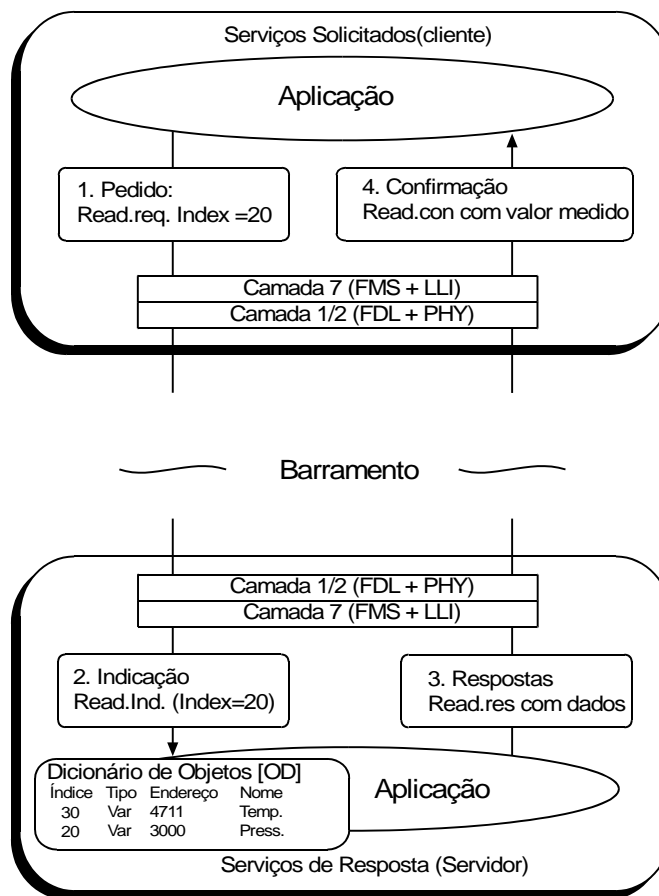 Serviços Solicitados(cliente)
Aplicação
1. Pedido:
Read.req. Index =20
4. Confirmação
Read.con com valor medido
Camada 7 (FMS + LLI)
Camada 1/2 (FDL + PHY)
Barramento
Camada 1/2 (FDL + PHY)
Camada 7 (FMS + LLI)
2. Indicação
Read.Ind. (Index=20)
3. Respostas
Read.res com dados
Dicionário de Objetos [OD]
Índice Tipo Endereço Nome
30 Var 4711 Temp.
20 Var 3000 Press.
Aplicação
Serviços de Resposta (Servidor)